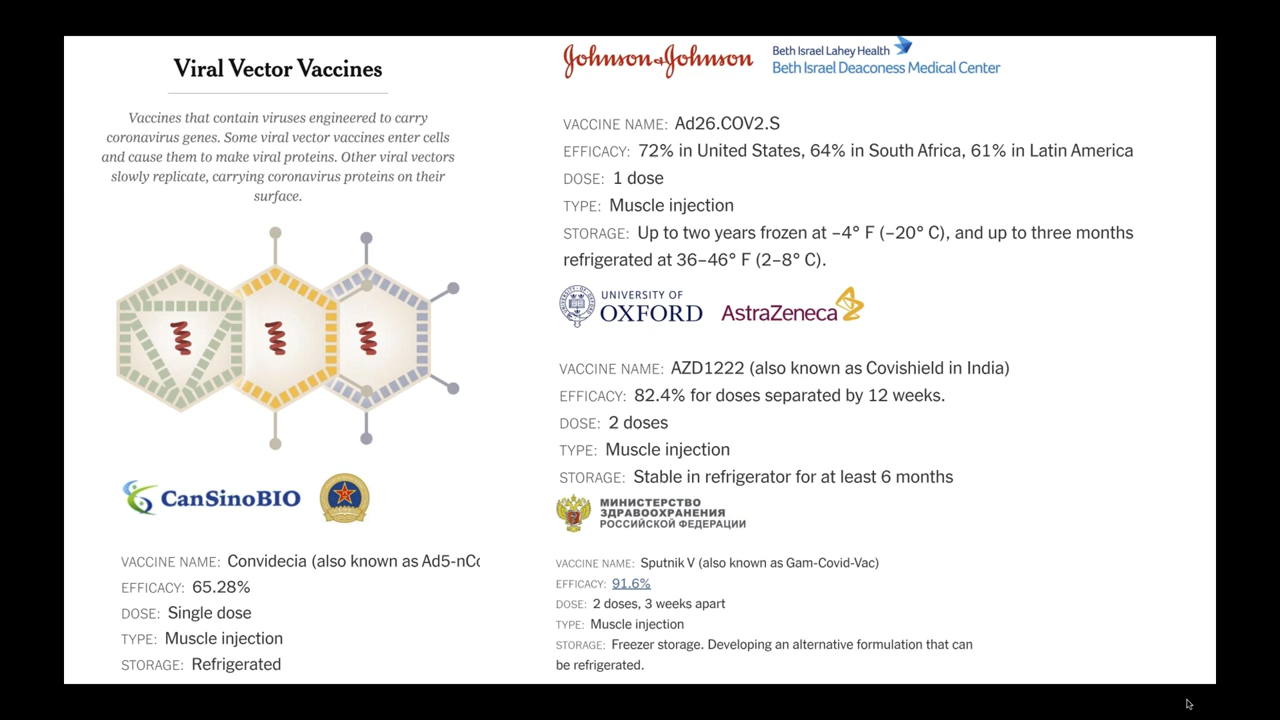 Viral Vector Vaccines
Vaccines that contain viruses engineered to carry
coronavirus genes. Some viral vector vaccines enter cells
and cause them to make viral proteins. Other viral vectors
slowly replicate, carrying coronavirus proteins on their
surface.
CanSinoBIO
VACCINE NAME: Convidecia (also known as Ad5-nCo
EFFICACY: 65.28%
DOSE: Single dose
TYPE: Muscle injection
STORAGE: Refrigerated
Johnson & Johnson
Beth Israel Lahey Health
Beth Israel Deaconess Medical Center
VACCINE NAME: Ad26.COV2.S
EFFICACY: 72% in United States, 64% in South Africa, 61% in Latin America
DOSE: 1 dose
TYPE: Muscle injection
STORAGE: Up to two years frozen at –4° F (–20° C), and up to three months
refrigerated at 36–46° F (2–8° C).
UNIVERSITY OF
OXFORD
AstraZeneca
VACCINE NAME: AZD1222 (also known as Covishield in India)
EFFICACY: 82.4% for doses separated by 12 weeks.
DOSE: 2 doses
TYPE: Muscle injection
STORAGE: Stable in refrigerator for at least 6 months
МИНИСТЕРСТВО
ЗДРАВООХРАНЕНИЯ
РОССИЙСКОЙ ФЕДЕРАЦИИ
VACCINE NAME: Sputnik V (also known as Gam-Covid-Vac)
EFFICACY: 91.6%
DOSE: 2 doses, 3 weeks apart
TYPE: Muscle injection
STORAGE: Freezer storage. Developing an alternative formulation that can
be refrigerated.